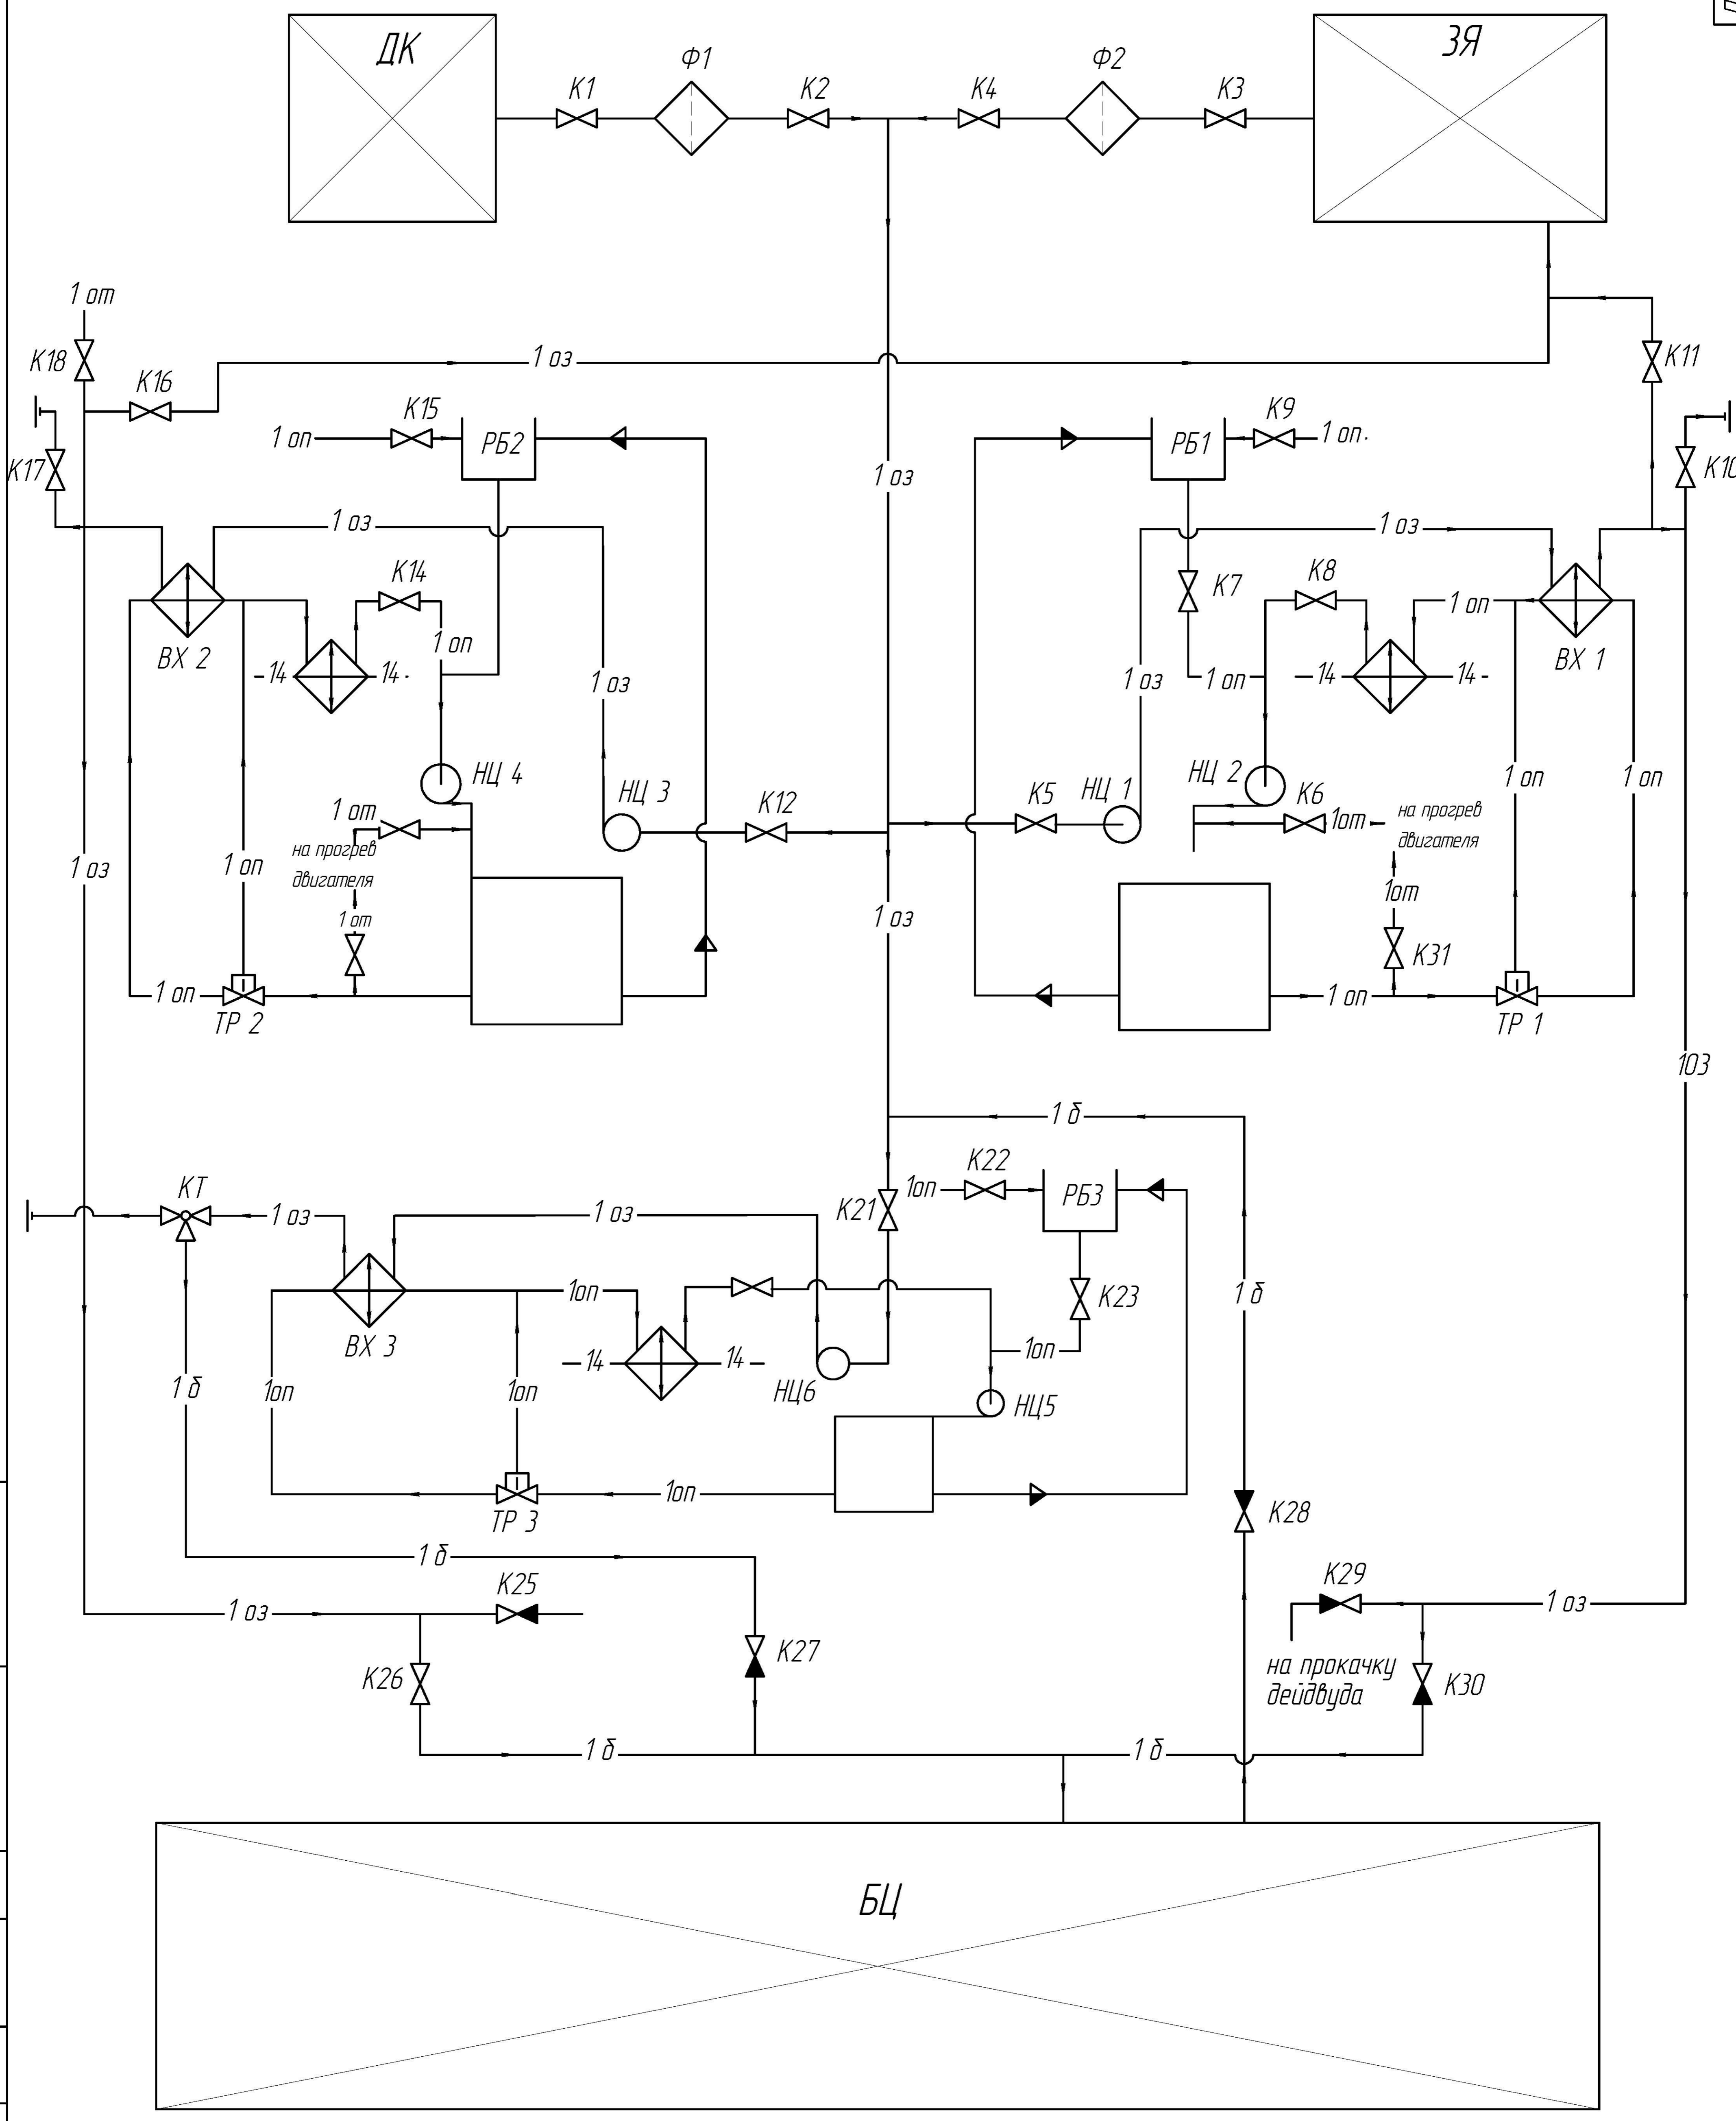 ДК
ЗЯ
К1
Ф1
К2
К4
Ф2
К3
1 от
К18
К16
1 оз
К11
К17
К15
1 оп
РБ2
РБ1
К9
1 оп.
К10
1 оз
1 оз
1 оз
К14
К7
К8
1 оп
ВХ 2
14
14
1 оп
1 оз
1 оз
1 оп
14
14
ВХ 1
НЦ 4
НЦ 3
К12
К5
НЦ 1
НЦ 2
К6
1 оп
1 оп
1 от
на прогрев
двигателя
1от
на прогрев
двигателя
1 оз
1 оп
1 от
1 оз
1от
К31
1 оп
ТР 2
1 оп
ТР 1
1ОЗ
1 б
КТ
1 оз
1 оз
К21
1оп
К22
РБ3
ВХ 3
1оп
К23
1 б
14
14
1оп
1 б
1оп
1оп
НЦ6
НЦ5
ТР 3
1оп
К28
1 б
К25
1 оз
К29
1 оз
К27
К26
на прокачку
дейдвуда
К30
1 б
1 б
БЦ